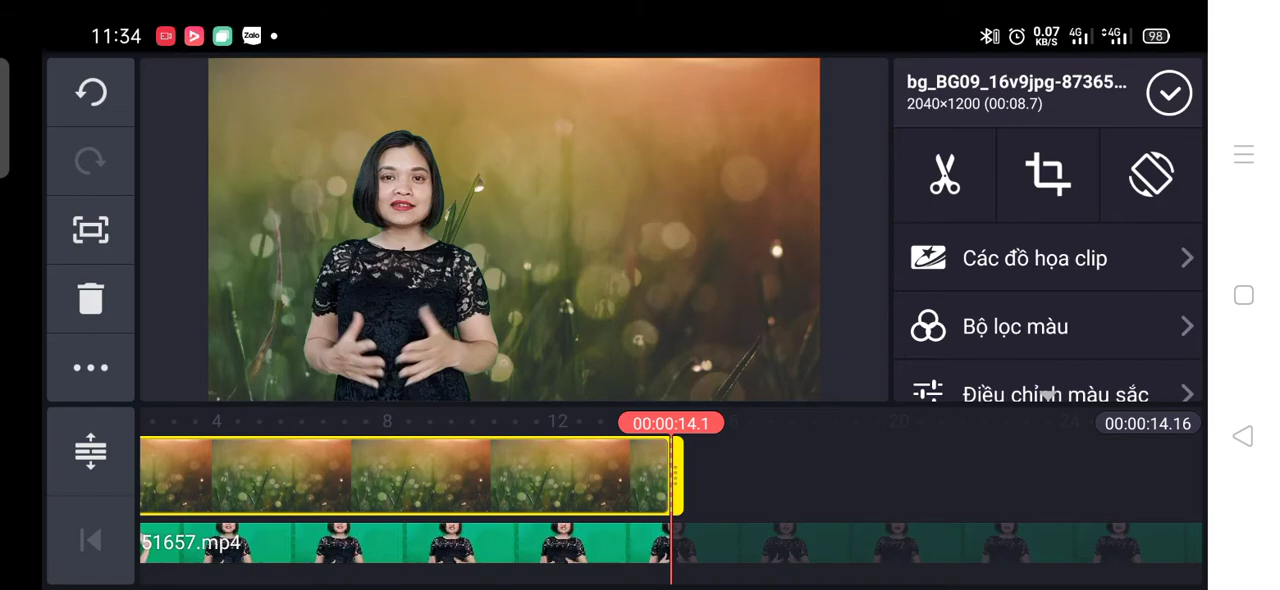 11:34
Zalo
0.07
KB/S
4G
4G
98
bg_BG09_16v9jpg-87365...
2040×1200 (00:08.7)
Các đồ họa clip
Bộ lọc màu
Điều chỉnh màu sắc
4
8
12
00:00:14.1
6
20
24
00:00:14.16
51657.mp4